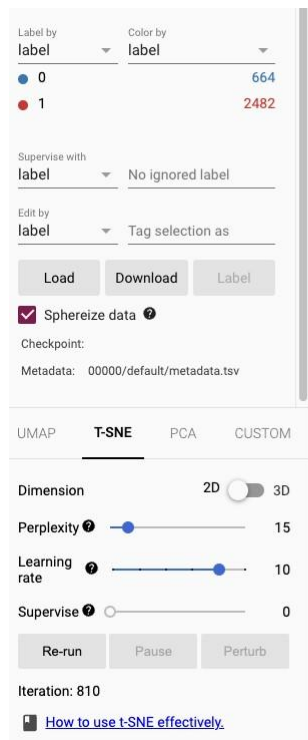 Label by Color by
label label
0 664
1 2482
Supervise with
label No ignored label
Edit by
label Tag selection as
Load Download Label
Sphereize data ?
Checkpoint:
Metadata: 00000/default/metadata.tsv
UMAP T-SNE PCA CUSTOM
Dimension 2D 3D
Perplexity ? 15
Learning
rate ? 10
Supervise ? 0
Re-run Pause Perturb
Iteration: 810
How to use t-SNE effectively.